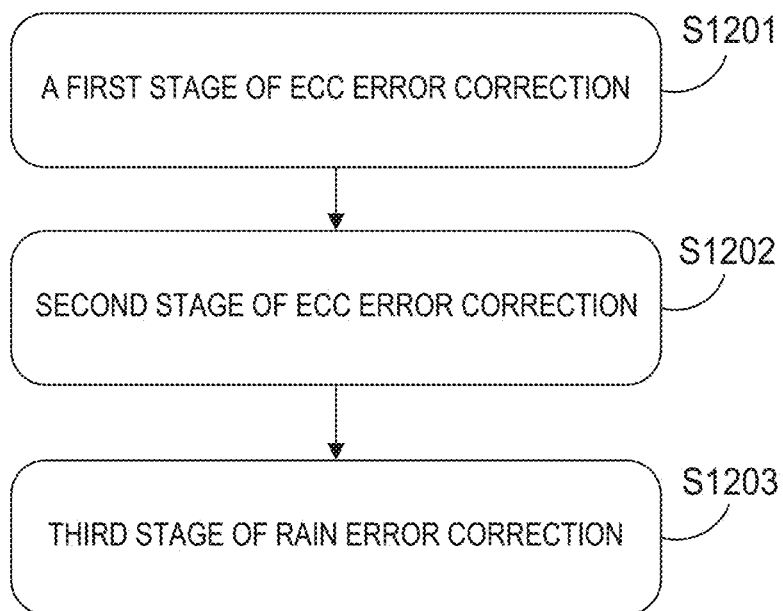 S1201
A FIRST STAGE OF ECC ERROR CORRECTION
S1202
SECOND STAGE OF ECC ERROR CORRECTION
S1203
THIRD STAGE OF RAIN ERROR CORRECTION